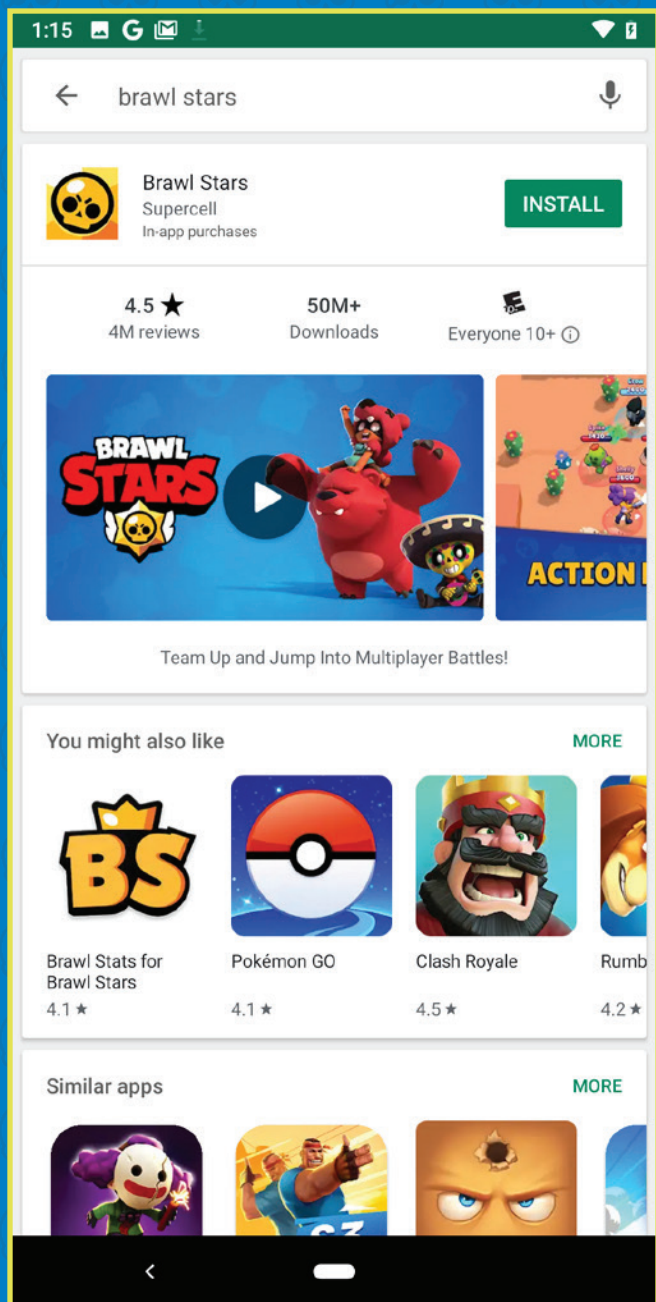 1:15
brawl stars
Brawl Stars
Supercell
In-app purchases
INSTALL
4.5 ★
4M reviews
50M+
Downloads
E
Everyone 10+
BRAWL
STARS
ACTION
Team Up and Jump Into Multiplayer Battles!
You might also like
MORE
BS
Brawl Stats for
Brawl Stars
4.1 ★
Pokémon GO
4.1 ★
Clash Royale
4.5 ★
Rumb
4.2 ★
Similar apps
MORE